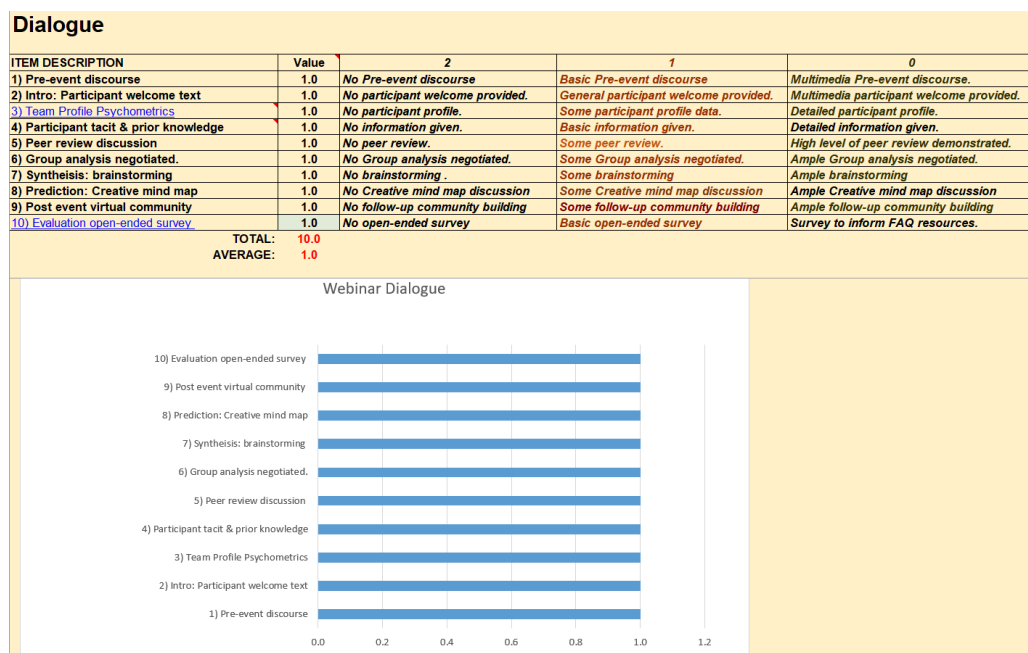 Dialogue
ITEM DESCRIPTION Value 2 1 0
1) Pre-event discourse 1.0 No Pre-event discourse Basic Pre-event discourse Multimedia Pre-event discourse.
2) Intro: Participant welcome text 1.0 No participant welcome provided. General participant welcome provided. Multimedia participant welcome provided.
3) Team Profile Psychometrics 1.0 No participant profile. Some participant profile data. Detailed participant profile.
4) Participant tacit & prior knowledge 1.0 No information given. Basic information given. Detailed information given.
5) Peer review discussion 1.0 No peer review. Some peer review. High level of peer review demonstrated.
6) Group analysis negotiated. 1.0 No Group analysis negotiated. Some Group analysis negotiated. Ample Group analysis negotiated.
7) Syntheisis: brainstorming 1.0 No brainstorming . Some brainstorming Ample brainstorming
8) Prediction: Creative mind map 1.0 No Creative mind map discussion Some Creative mind map discussion Ample Creative mind map discussion
9) Post event virtual community 1.0 No follow-up community building Some follow-up community building Ample follow-up community building
10) Evaluation open-ended survey 1.0 No open-ended survey Basic open-ended survey Survey to inform FAQ resources.
TOTAL: 10.0
AVERAGE: 1.0
Webinar Dialogue
10) Evaluation open-ended survey
9) Post event virtual community
8) Prediction: Creative mind map
7) Syntheisis: brainstorming
6) Group analysis negotiated.
5) Peer review discussion
4) Participant tacit & prior knowledge
3) Team Profile Psychometrics
2) Intro: Participant welcome text
1) Pre-event discourse
0.0 0.2 0.4 0.6 0.8 1.0 1.2